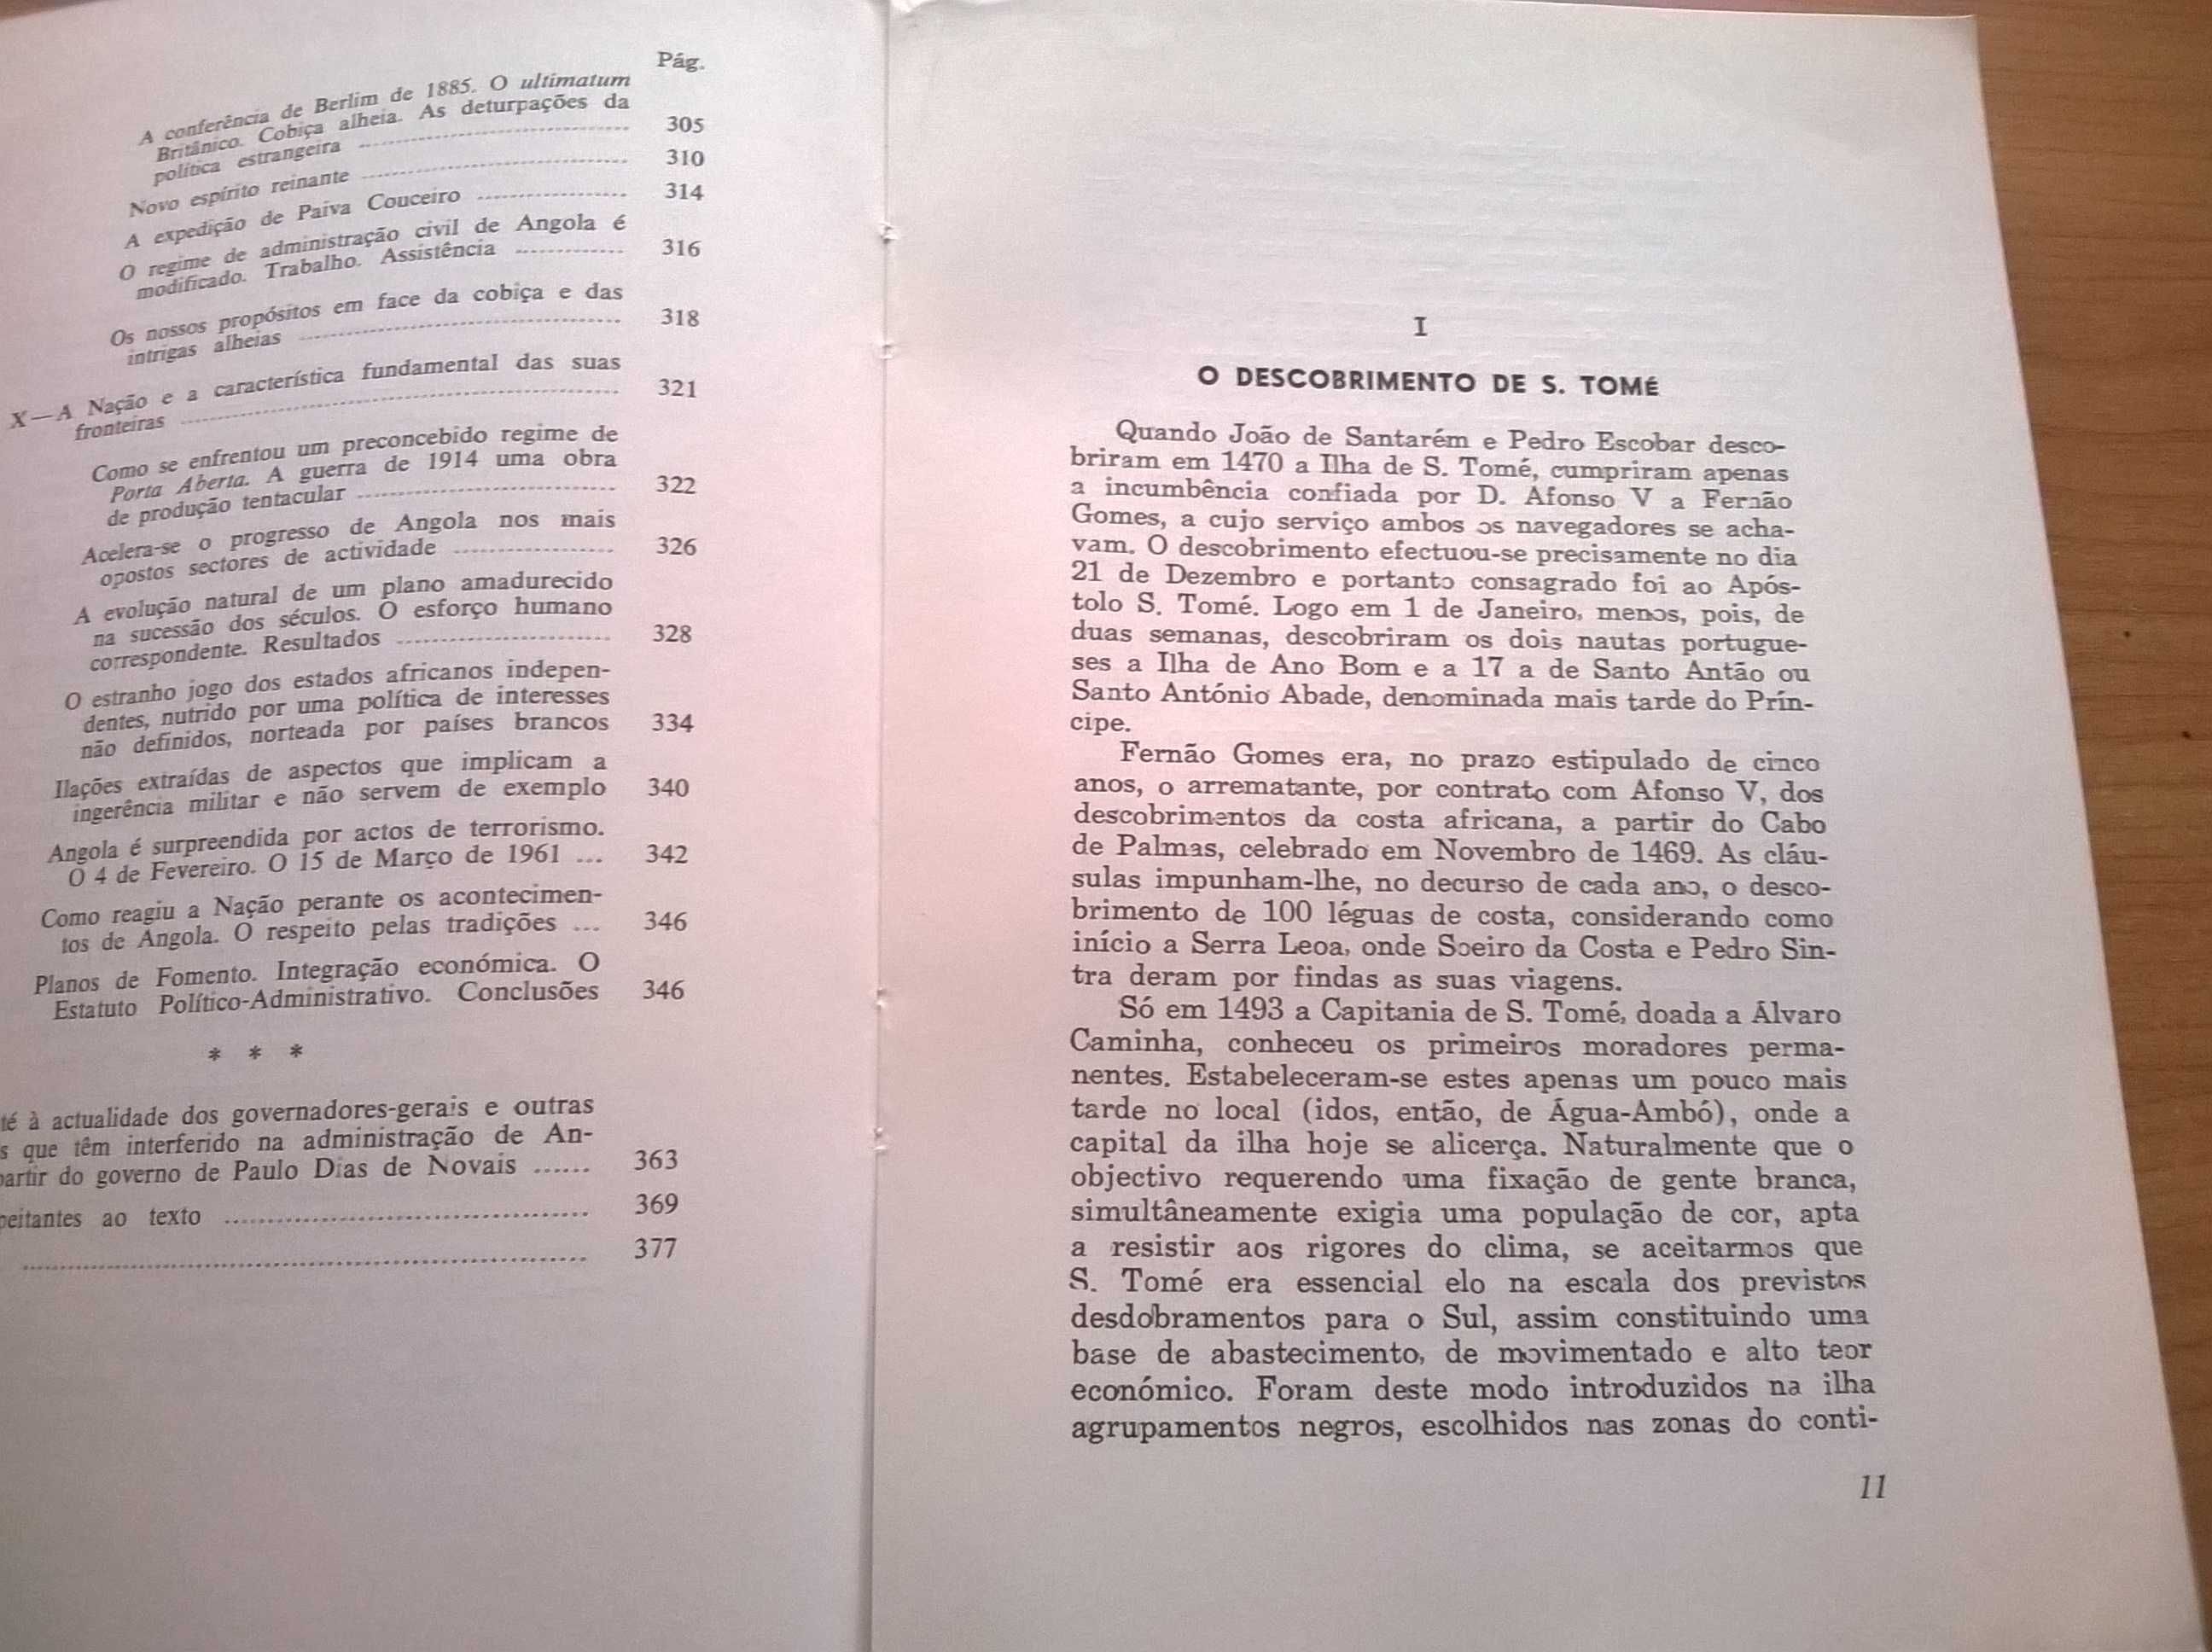 Pág.
A conferência de Berlim de 1885. O ultimatum
Britânico. Cobiça alheia. As deturpações da
política estrangeira ........................ 305
Novo espírito reinante ........................ 310
A expedição de Paiva Couceiro ............... 314
O regime de administração civil de Angola é
modificado. Trabalho. Assistência ............ 316
Os nossos propósitos em face da cobiça e das
intrigas alheias ........................ 318
X—A Nação e a característica fundamental das suas
fronteiras ........................ 321
Como se enfrentou um preconcebido regime de
Porta Aberta. A guerra de 1914 uma obra
de produção tentacular ........................ 322
Acelera-se o progresso de Angola nos mais
opostos sectores de actividade ............... 326
A evolução natural de um plano amadurecido
na sucessão dos séculos. O esforço humano
correspondente. Resultados ..................... 328
O estranho jogo dos estados africanos indepen-
dentes, nutrido por uma política de interesses
não definidos, norteada por países brancos 334
Ilações extraídas de aspectos que implicam a
ingerência militar e não servem de exemplo 340
Angola é surpreendida por actos de terrorismo.
O 4 de Fevereiro. O 15 de Março de 1961 ... 342
Como reagiu a Nação perante os acontecimen-
tos de Angola. O respeito pelas tradições ... 346
Planos de Fomento. Integração económica. O
Estatuto Político-Administrativo. Conclusões 346
* * *
té à actualidade dos governadores-gerais e outras
s que têm interferido na administração de An-
partir do governo de Paulo Dias de Novais ...... 363
peitantes ao texto .................................... 369
........................................................ 377
I
O DESCOBRIMENTO DE S. TOMÉ
Quando João de Santarém e Pedro Escobar desco-
briram em 1470 a Ilha de S. Tomé, cumpriram apenas
a incumbência confiada por D. Afonso V a Fernão
Gomes, a cujo serviço ambos os navegadores se acha-
vam. O descobrimento efectuou-se precisamente no dia
21 de Dezembro e portanto consagrado foi ao Após-
tolo S. Tomé. Logo em 1 de Janeiro, menos, pois, de
duas semanas, descobriram os dois nautas portugue-
ses a Ilha de Ano Bom e a 17 a de Santo Antão ou
Santo António Abade, denominada mais tarde do Prín-
cipe.
Fernão Gomes era, no prazo estipulado de cinco
anos, o arrematante, por contrato com Afonso V, dos
descobrimentos da costa africana, a partir do Cabo
de Palmas, celebrado em Novembro de 1469. As cláu-
sulas impunham-lhe, no decurso de cada ano, o desco-
brimento de 100 léguas de costa, considerando como
início a Serra Leoa, onde Soeiro da Costa e Pedro Sin-
tra deram por findas as suas viagens.
Só em 1493 a Capitania de S. Tomé, doada a Álvaro
Caminha, conheceu os primeiros moradores perma-
nentes. Estabeleceram-se estes apenas um pouco mais
tarde no local (idos, então, de Água-Ambó), onde a
capital da ilha hoje se alicerça. Naturalmente que o
objectivo requerendo uma fixação de gente branca,
simultâneamente exigia uma população de cor, apta
a resistir aos rigores do clima, se aceitarmos que
S. Tomé era essencial elo na escala dos previstos
desdobramentos para o Sul, assim constituindo uma
base de abastecimento, de movimentado e alto teor
económico. Foram deste modo introduzidos na ilha
agrupamentos negros, escolhidos nas zonas do conti-
11